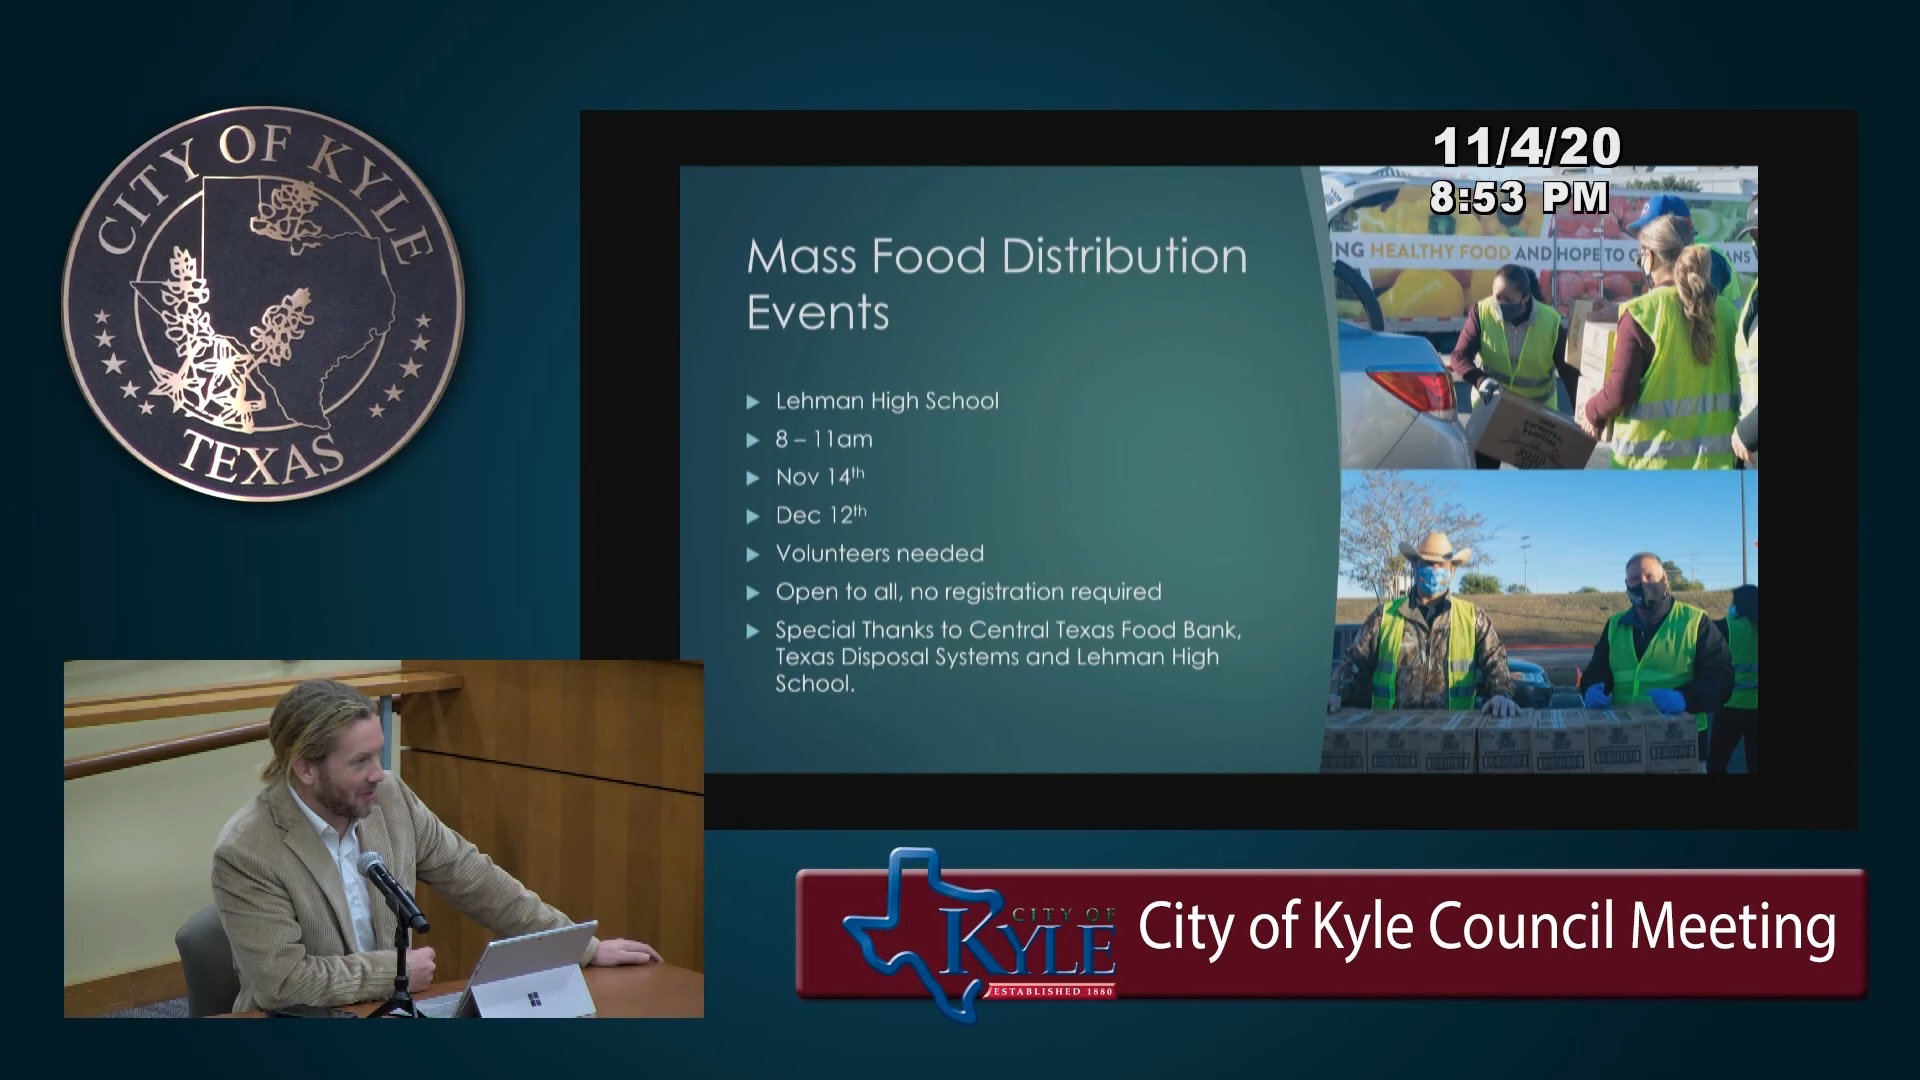 CITY OF KYLE
TEXAS
11/4/20
8:53 PM
Mass Food Distribution
Events
Lehman High School
8 – 11am
Nov 14th
Dec 12th
Volunteers needed
Open to all, no registration required
Special Thanks to Central Texas Food Bank,
Texas Disposal Systems and Lehman High
School.
NG HEALTHY FOOD AND HOPE TO
CITY OF
KYLE
ESTABLISHED 1880
City of Kyle Council Meeting